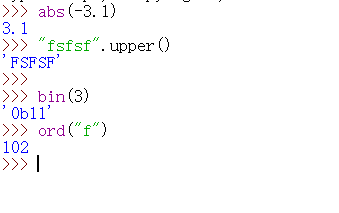 >>> abs(-3.1)
3.1
>>> "fsfsf".upper()
'FSFSF'
>>>
>>> bin(3)
'0b11'
>>> ord("f")
102
>>>